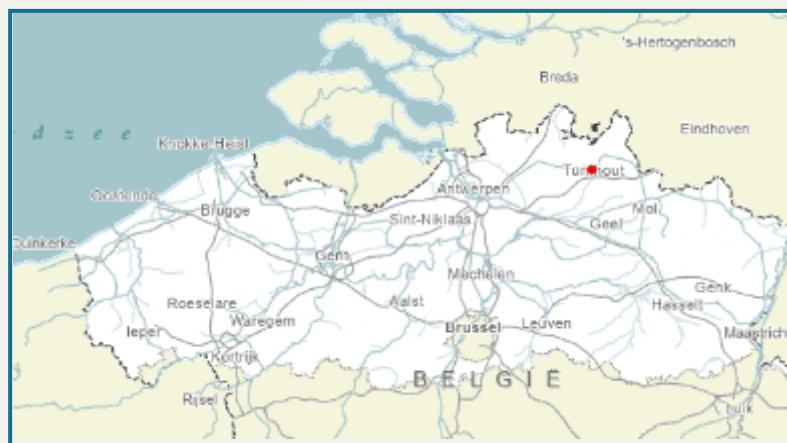 's-Hertogenbosch
Breda
Eindhoven
d z e e
Knokke-Heist
Turnhout
Oostende
Antwerpen
Brugge
Mol
Sint-Niklaas
Geel
Duinkerke
Gent
Mechelen
Genk
Roeselare
Aalst
Hasselt
Waregem
Brussel
Leuven
Ieper
Maastrich
Kortrijk
BELGIË
Rijsel
Luik